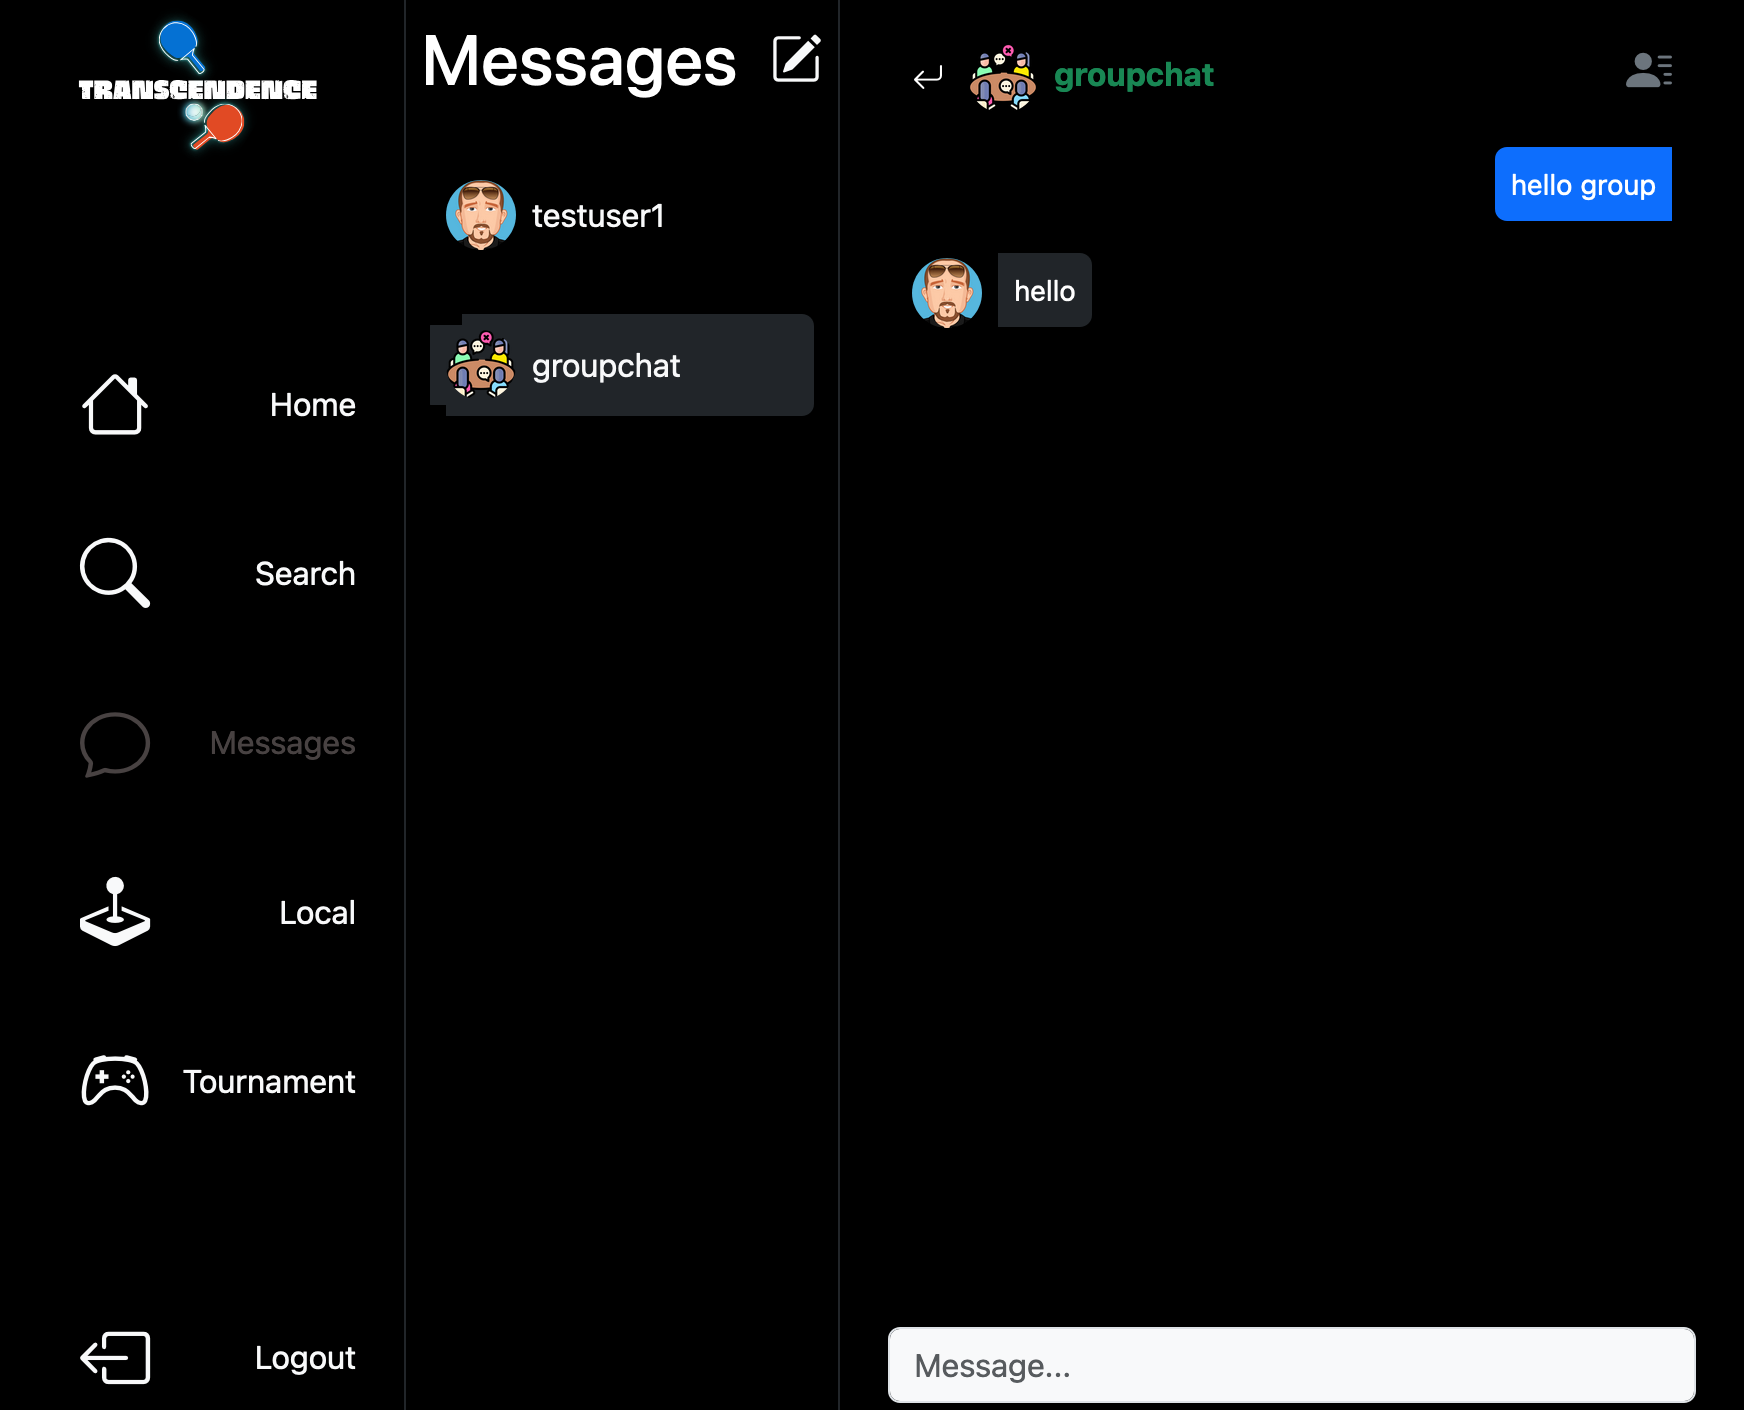 TRANSCENDENCE
Home
Search
Messages
Local
Tournament
Logout
Messages
testuser1
groupchat
groupchat
hello group
hello
Message...